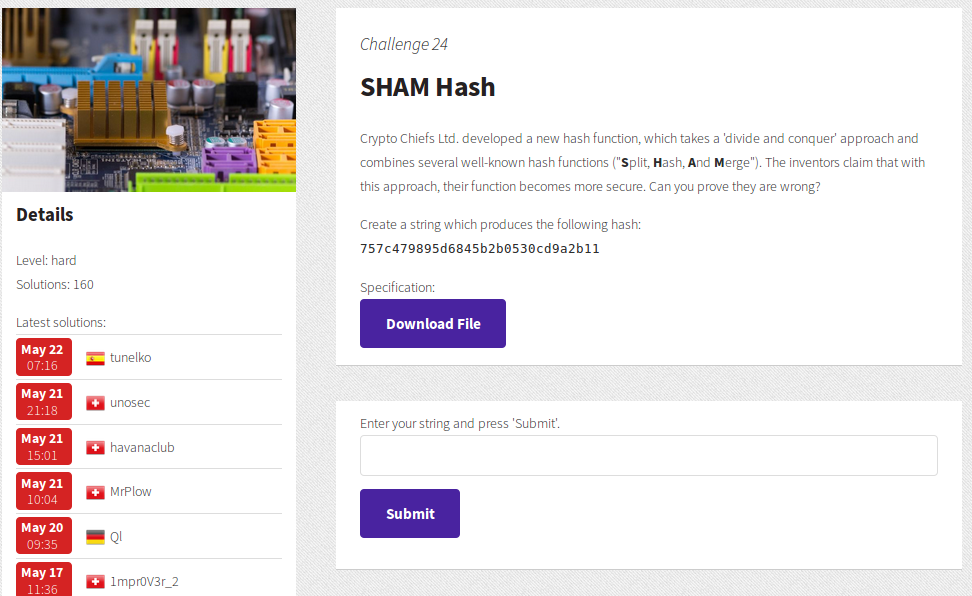 Details
Level: hard
Solutions: 160
Latest solutions:
May 22
07:16
tunelko
May 21
21:18
unosec
May 21
15:01
havanaclub
May 21
10:04
MrPlow
May 20
09:35
Ql
May 17
11:36
1mpr0V3r_2
Challenge 24
SHAM Hash
Crypto Chiefs Ltd. developed a new hash function, which takes a 'divide and conquer' approach and
combines several well-known hash functions ("Split, Hash, And Merge"). The inventors claim that with
this approach, their function becomes more secure. Can you prove they are wrong?
Create a string which produces the following hash:
757c479895d6845b2b0530cd9a2b11
Specification:
Download File
Enter your string and press 'Submit'.
Submit